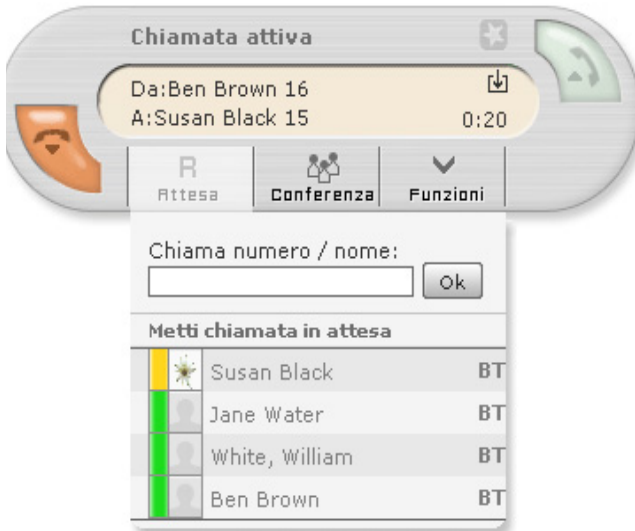 Chiamata attiva
Da:Ben Brown 16
A:Susan Black 15 0:20
R
Attesa Conferenza Funzioni
Chiama numero / nome:
Ok
Metti chiamata in attesa
Susan Black BT
Jane Water BT
White, William BT
Ben Brown BT